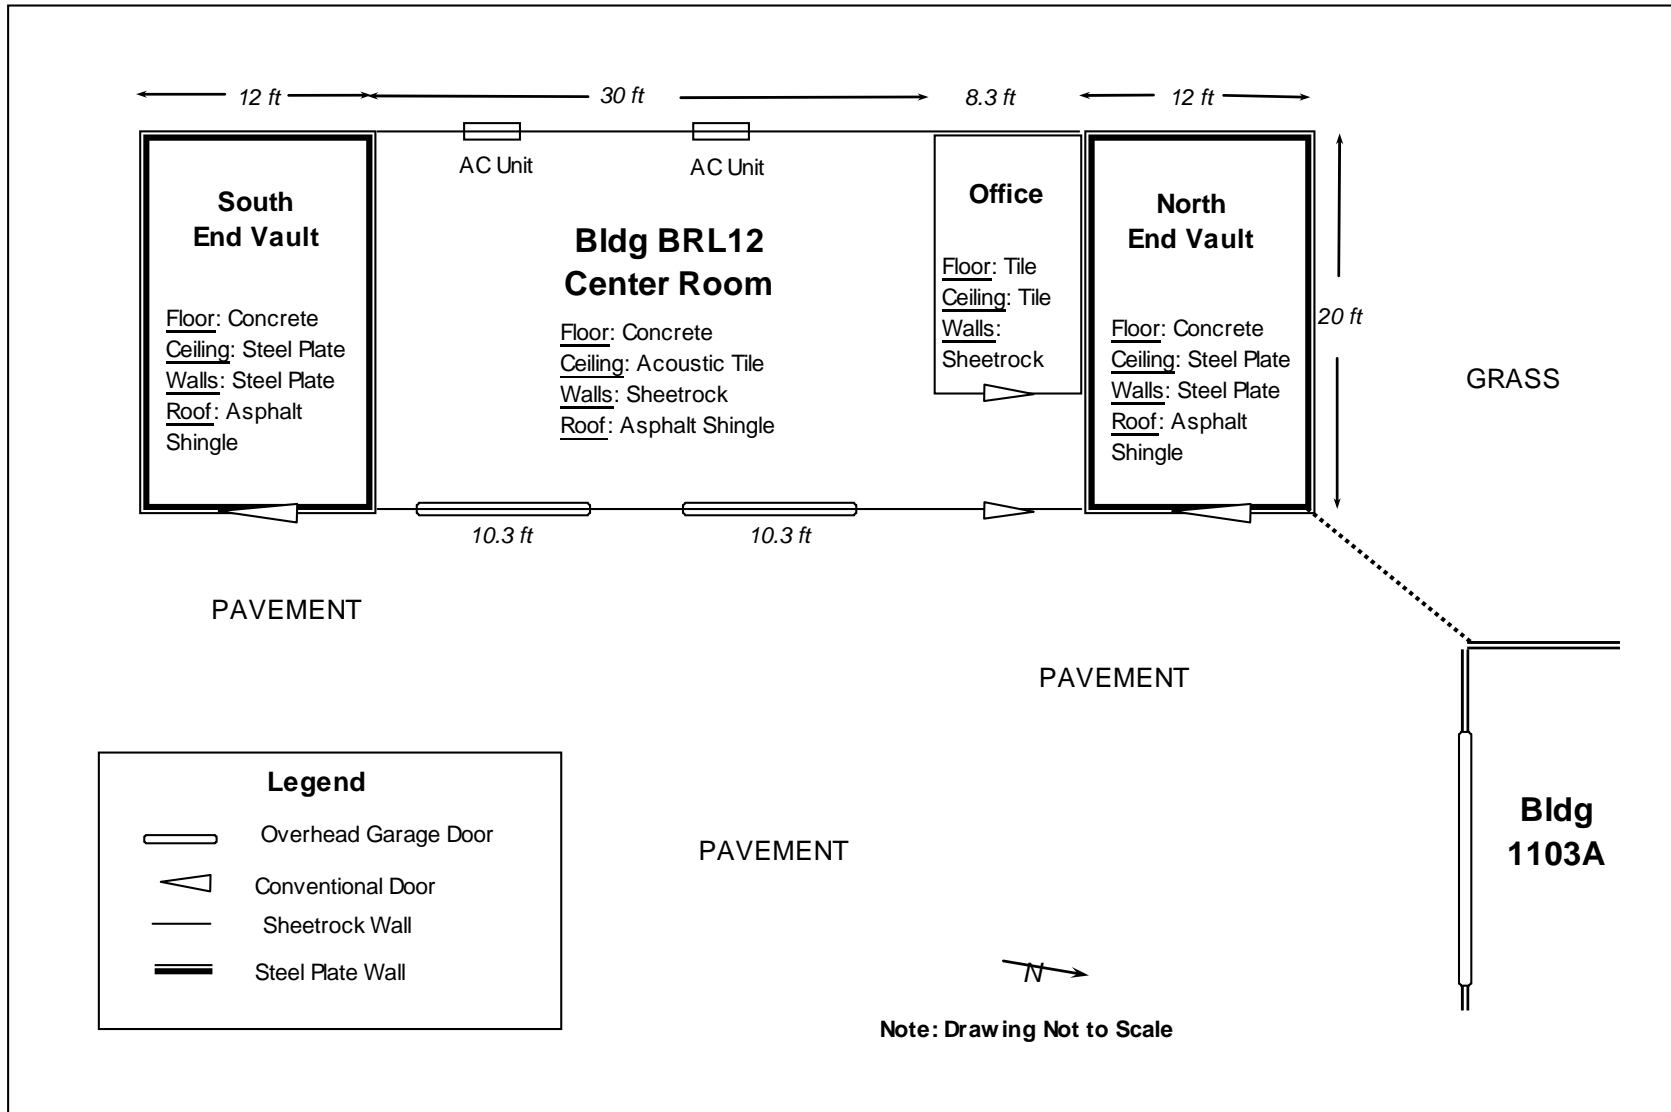 12 ft
30 ft
8.3 ft
12 ft
AC Unit
AC Unit
South
End Vault
Floor: Concrete
Ceiling: Steel Plate
Walls: Steel Plate
Roof: Asphalt
Shingle
Bldg BRL12
Center Room
Floor: Concrete
Ceiling: Acoustic Tile
Walls: Sheetrock
Roof: Asphalt Shingle
Office
Floor: Tile
Ceiling: Tile
Walls:
Sheetrock
North
End Vault
Floor: Concrete
Ceiling: Steel Plate
Walls: Steel Plate
Roof: Asphalt
Shingle
20 ft
GRASS
10.3 ft
10.3 ft
PAVEMENT
PAVEMENT
PAVEMENT
Bldg
1103A
Legend
Overhead Garage Door
Conventional Door
Sheetrock Wall
Steel Plate Wall
N
Note: Drawing Not to Scale